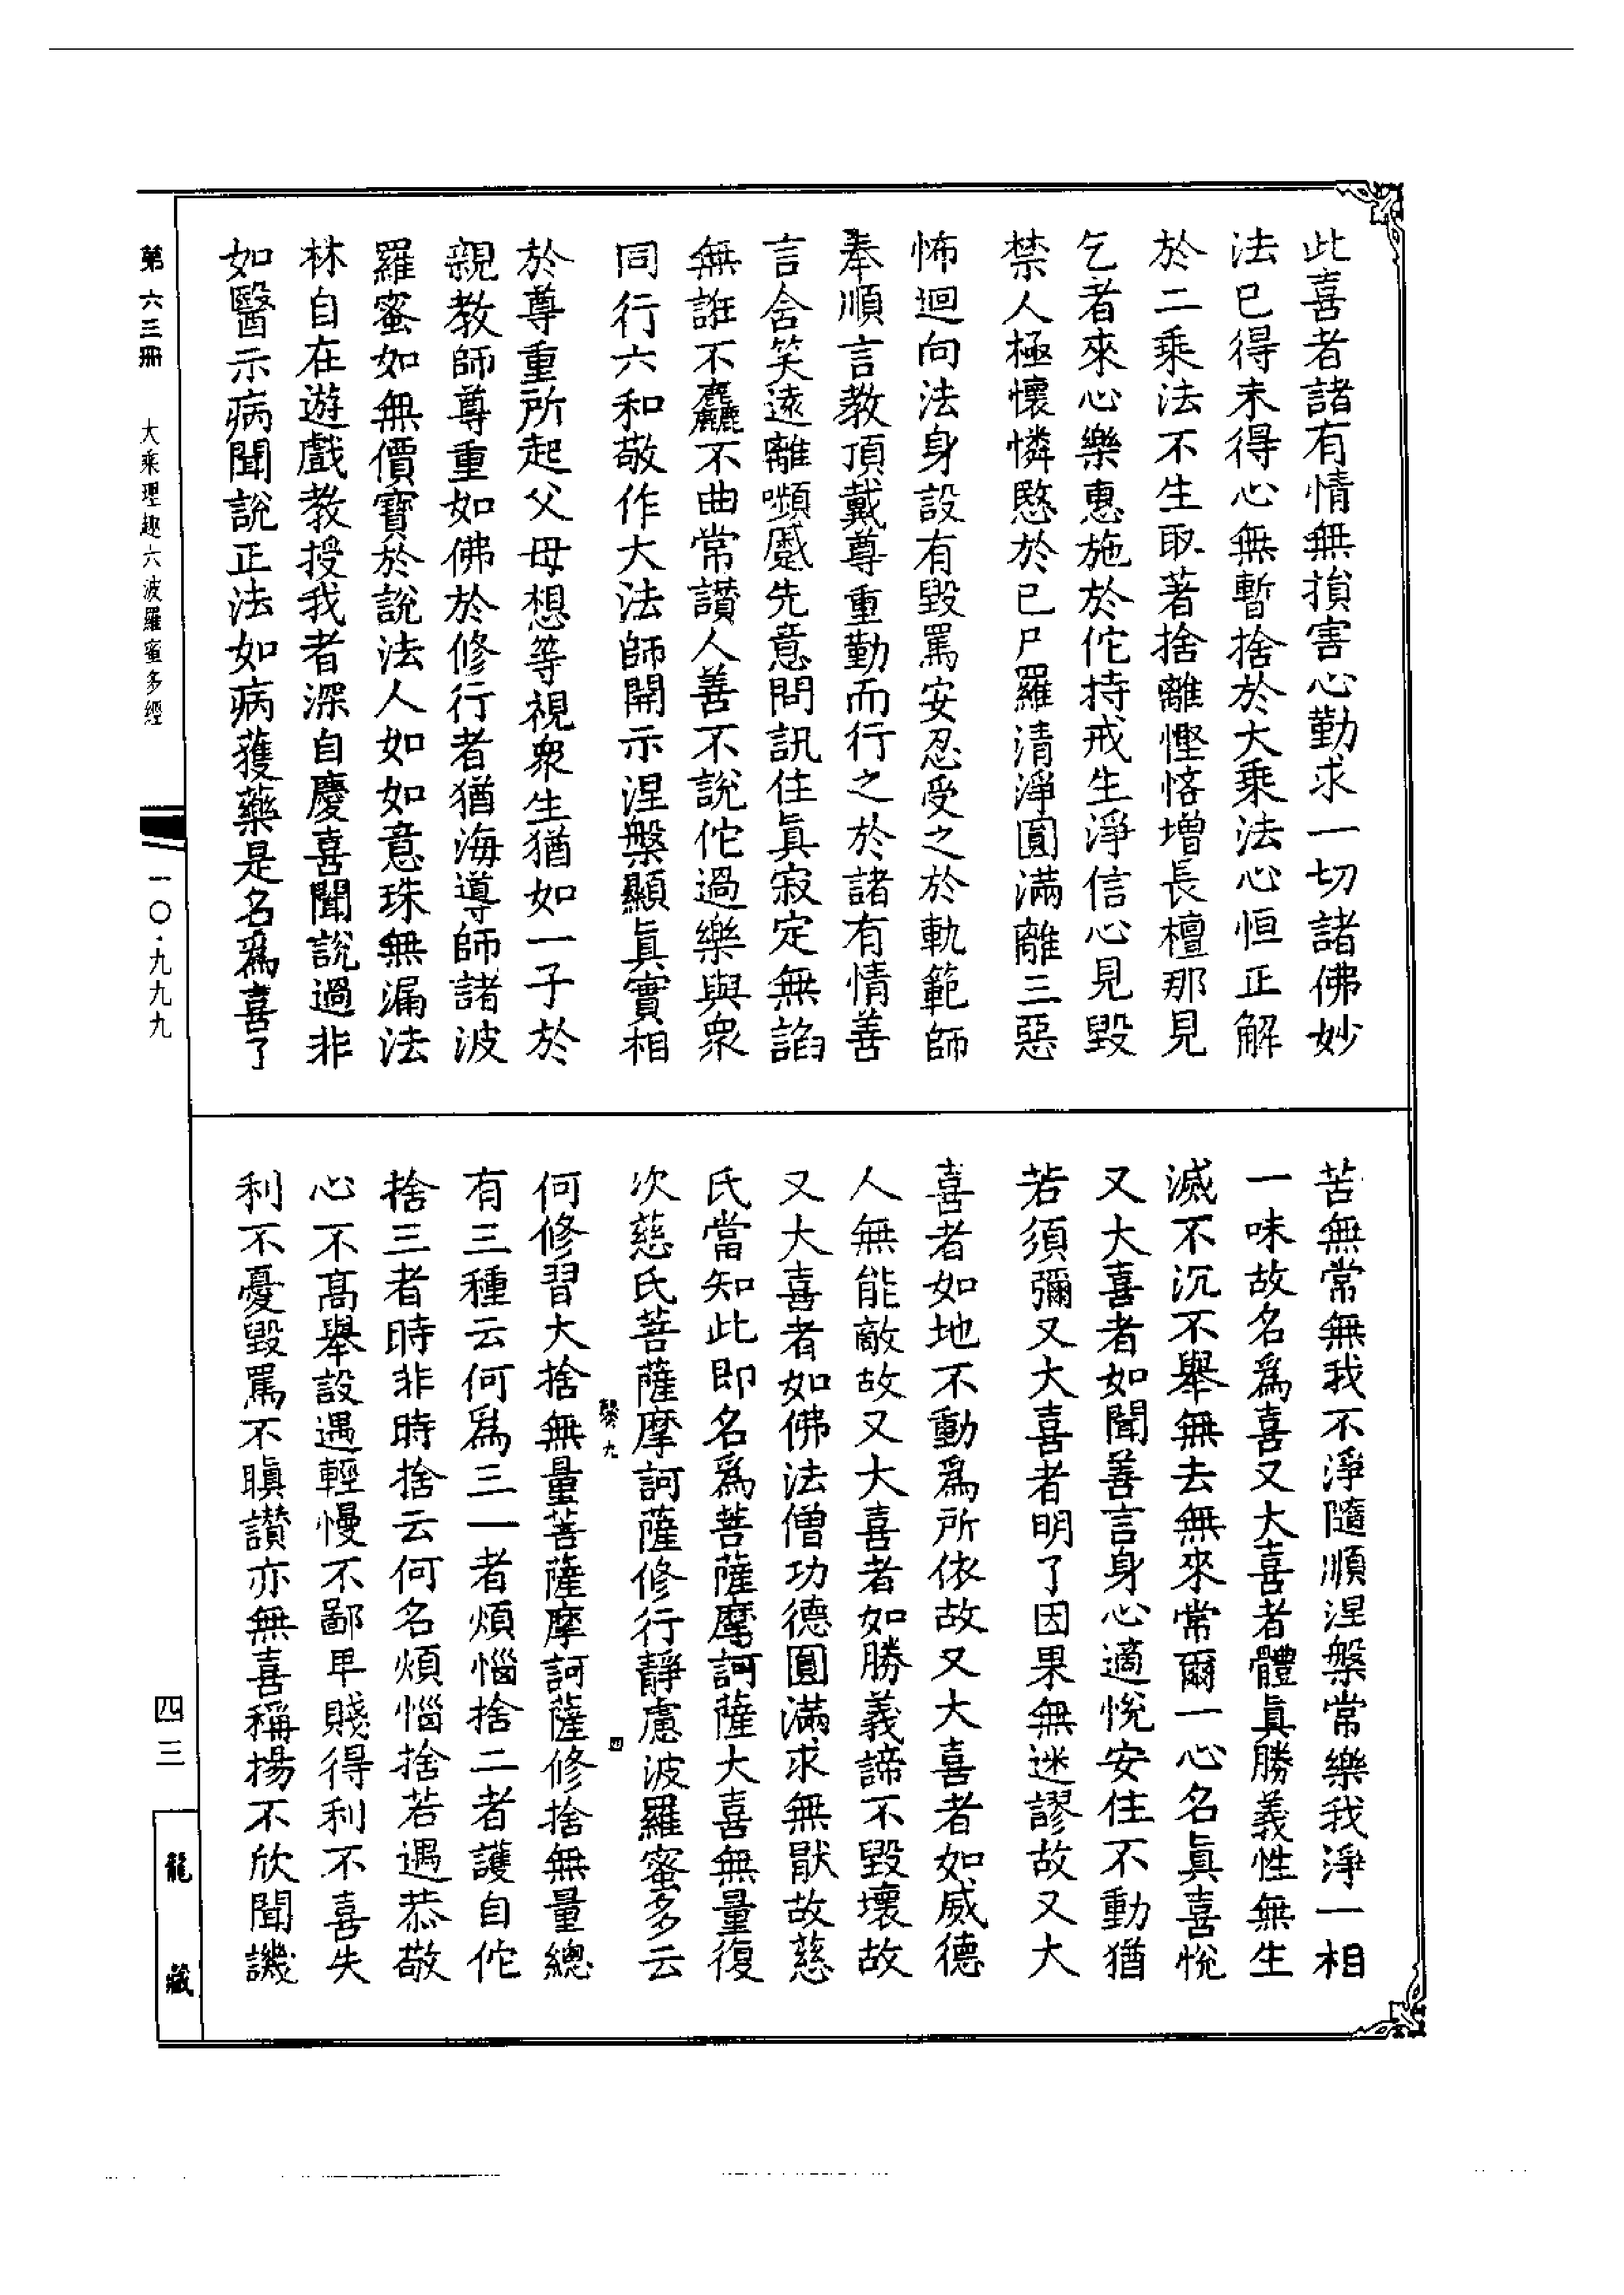 此喜者諸有情無損害心勤求一切諸佛妙
法已得未得心無暫捨於大乘法心恒正解
於二乘法不生取著捨離慳悋增長檀那見
乞者來心樂惠施於佗持戒生淨信心見毀
禁人極懷憐愍於已尸羅清淨圓滿離三惡
怖迴向法身設有毀罵安忍受之於軌範師
奉順言教頂戴尊重勤而行之於諸有情善
言含笑遠離嚬蹙先意問訊住眞寂定無諂
無誑不麤不曲常讃人善不說佗過樂與衆
同行六和敬作大法師開示涅槃顯眞實相
於尊重所起父母想等視衆生猶如一子於
親教師尊重如佛於修行者猶海導師諸波
羅蜜如無價寶於說法人如如意珠無漏法
林自在遊戲教授我者深自慶喜聞說過非
如醫示病聞說正法如病獲藥是名爲喜了
苦無常無我不淨隨順涅槃常樂我淨一相
一味故名爲喜又大喜者體眞勝義性無生
滅不沉不舉無去無來常爾一心名眞喜悅
又大喜者如聞善言身心適悅安住不動猶
若須彌又大喜者明了因果無迷謬故又大
喜者如地不動爲所依故又大喜者如威德
人無能敵故又大喜者如勝義諦不毀壞故
又大喜者如佛法僧功德圓滿求無厭故慈
氏當知此即名爲菩薩摩訶薩大喜無量復
次慈氏菩薩摩訶薩修行靜慮波羅蜜多云
何修習大捨無量菩薩摩訶薩修捨無量總
有三種云何爲三一者煩惱捨二者護自佗
捨三者時非時捨云何名煩惱捨若遇恭敬
心不高舉設遇輕慢不鄙卑賤得利不喜失
利不憂毀罵不瞋讃亦無喜稱揚不欣聞譏
九
四
第六三冊 大乘理趣六波羅蜜多經
一〇·九九九
四三
龍藏